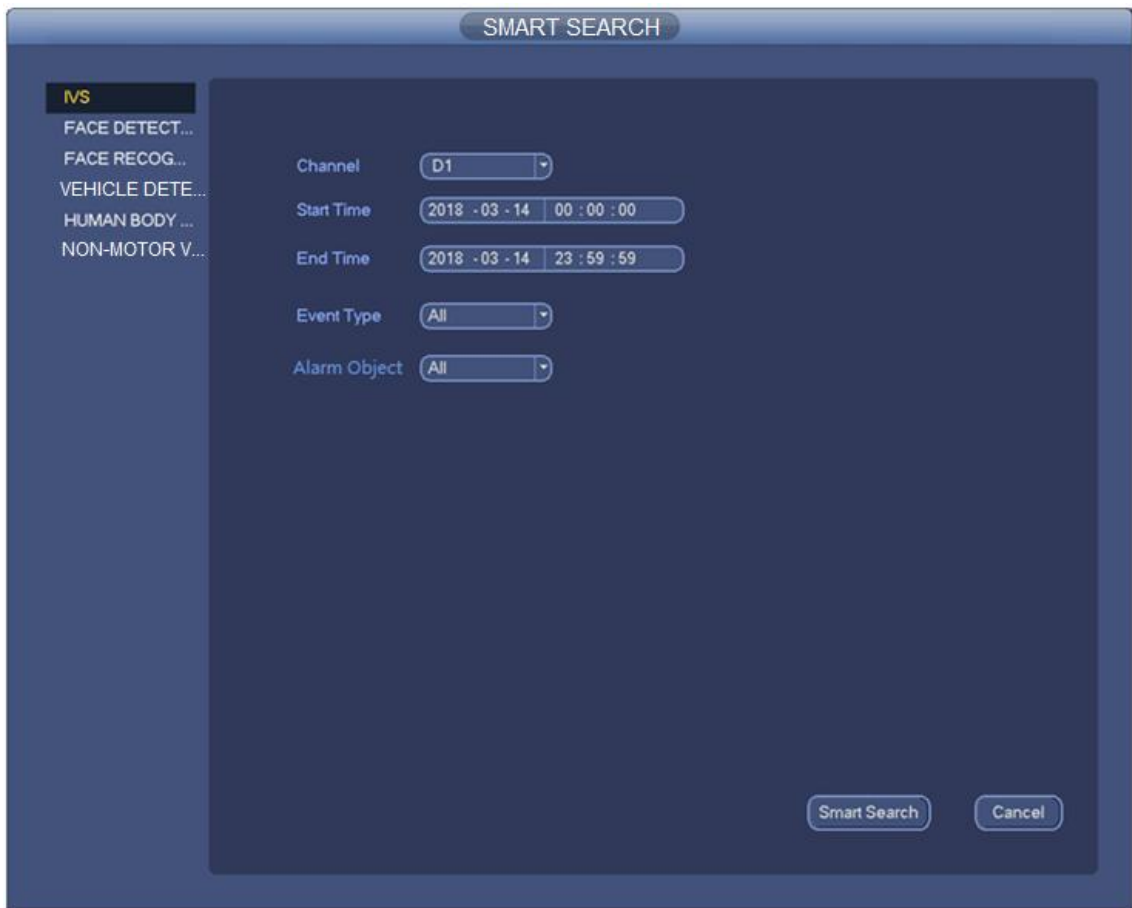 SMART SEARCH
IVS
FACE DETECT...
FACE RECOG...
VEHICLE DETE...
HUMAN BODY ...
NON-MOTOR V...
Channel D1
Start Time 2018 - 03 - 14 00 : 00 : 00
End Time 2018 - 03 - 14 23 : 59 : 59
Event Type All
Alarm Object All
Smart Search Cancel